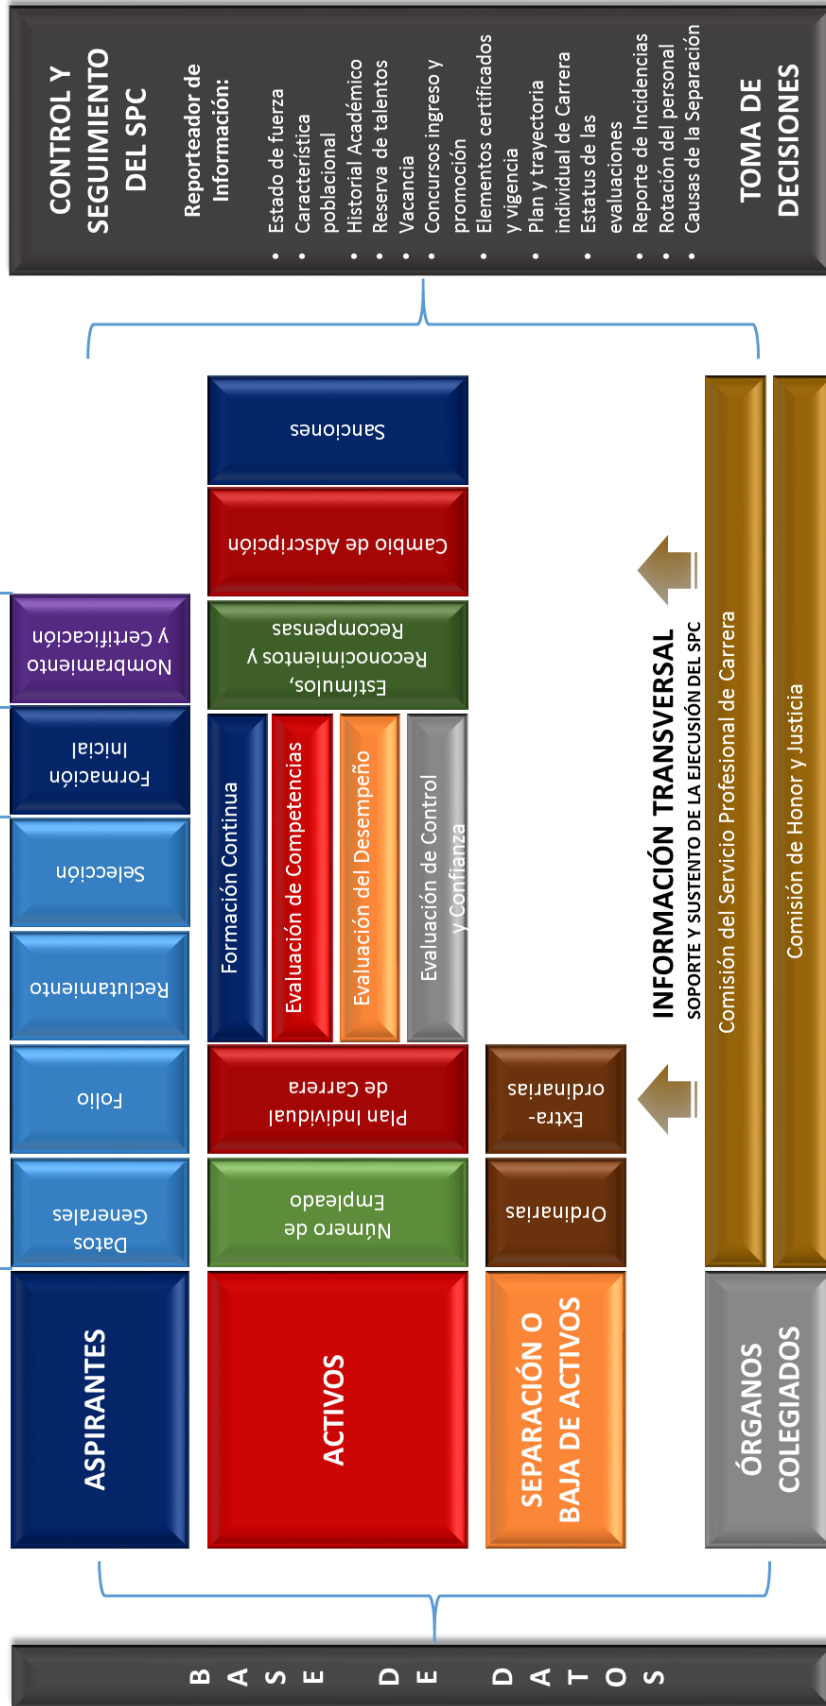 BASE DE DATOS
ASPIRANTES
Datos
Generales
Folio
Reclutamiento
Selección
Formación
Inicial
Nombramiento
y Certificación
ACTIVOS
Número de
Empleado
Plan Individual
de Carrera
Formación Continua
Evaluación de Competencias
Evaluación del Desempeño
Evaluación de Control
y Confianza
Estímulos,
Reconocimientos y
Recompensas
Cambio de Adscripción
Sanciones
SEPARACIÓN O
BAJA DE ACTIVOS
Ordinarias
Extra-
ordinarias
INFORMACIÓN TRANSVERSAL
SOPORTE Y SUSTENTO DE LA EJECUSIÓN DEL SPC
ÓRGANOS
COLEGIADOS
Comisión del Servicio Profesional de Carrera
Comisión de Honor y Justicia
CONTROL Y
SEGUIMIENTO
DEL SPC
Reporteador de
Información:
• Estado de fuerza
• Característica
poblacional
• Historial Académico
• Reserva de talentos
• Vacancia
• Concursos ingreso y
promoción
• Elementos certificados
y vigencia
• Plan y trayectoria
individual de Carrera
• Estatus de las
evaluaciones
• Reporte de Incidencias
• Rotación del personal
• Causas de la Separación
TOMA DE
DECISIONES